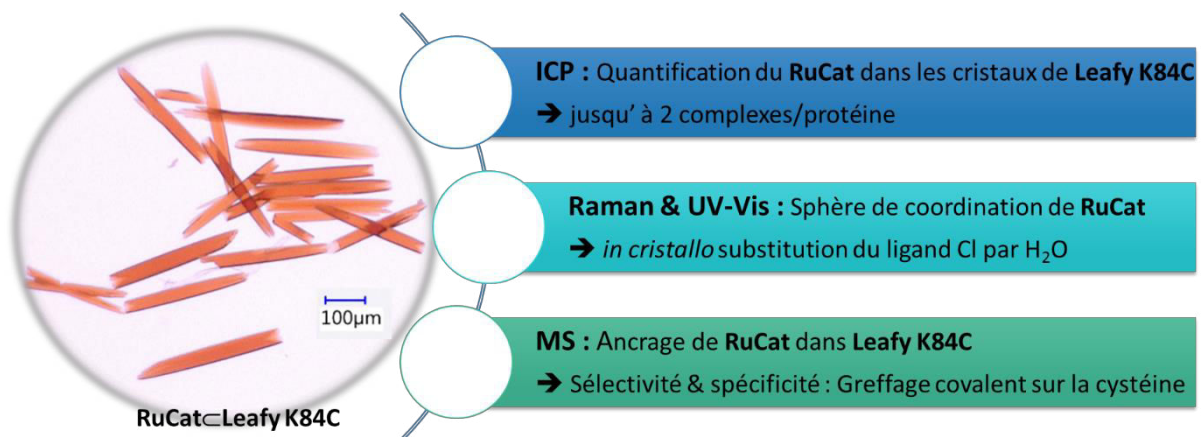 ICP : Quantification du RuCat dans les cristaux de Leafy K84C
➔ jusqu' à 2 complexes/protéine
Raman & UV-Vis : Sphère de coordination de RuCat
➔ in cristallo substitution du ligand Cl par H₂O
MS : Ancrage de RuCat dans Leafy K84C
➔ Sélectivité & spécificité : Greffage covalent sur la cystéine
100µm
RuCat⊂Leafy K84C